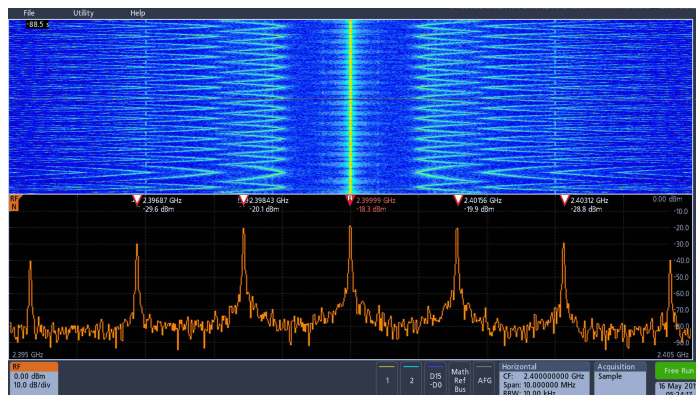 File Utility Help
-88.5 s
RF
N
2.39687 GHz
-29.6 dBm
2.39843 GHz
-20.1 dBm
R
2.39999 GHz
-18.3 dBm
2.40156 GHz
-19.9 dBm
2.40312 GHz
-28.8 dBm
0.00 dBm
-10.0
-20.0
-30.0
-40.0
-50.0
-60.0
-70.0
-80.0
-90.0
2.395 GHz
2.405 GHz
RF
0.00 dBm
10.0 dB/div
1
2
D15
-D0
Math
Ref
Bus
AFG
Horizontal
CF: 2.400000000 GHz
Span: 10.000000 MHz
RBW: 10.00 kHz
Acquisition
Sample
Free Run
16 May 201